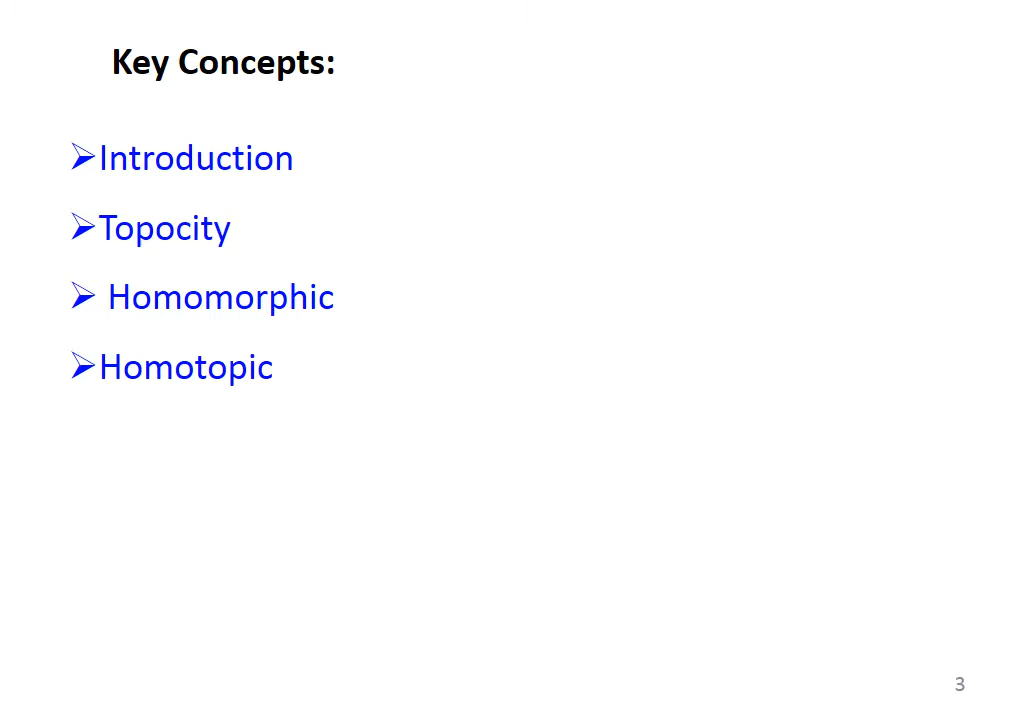 Key Concepts:
➢Introduction
➢Topocity
➢ Homomorphic
➢Homotopic
3